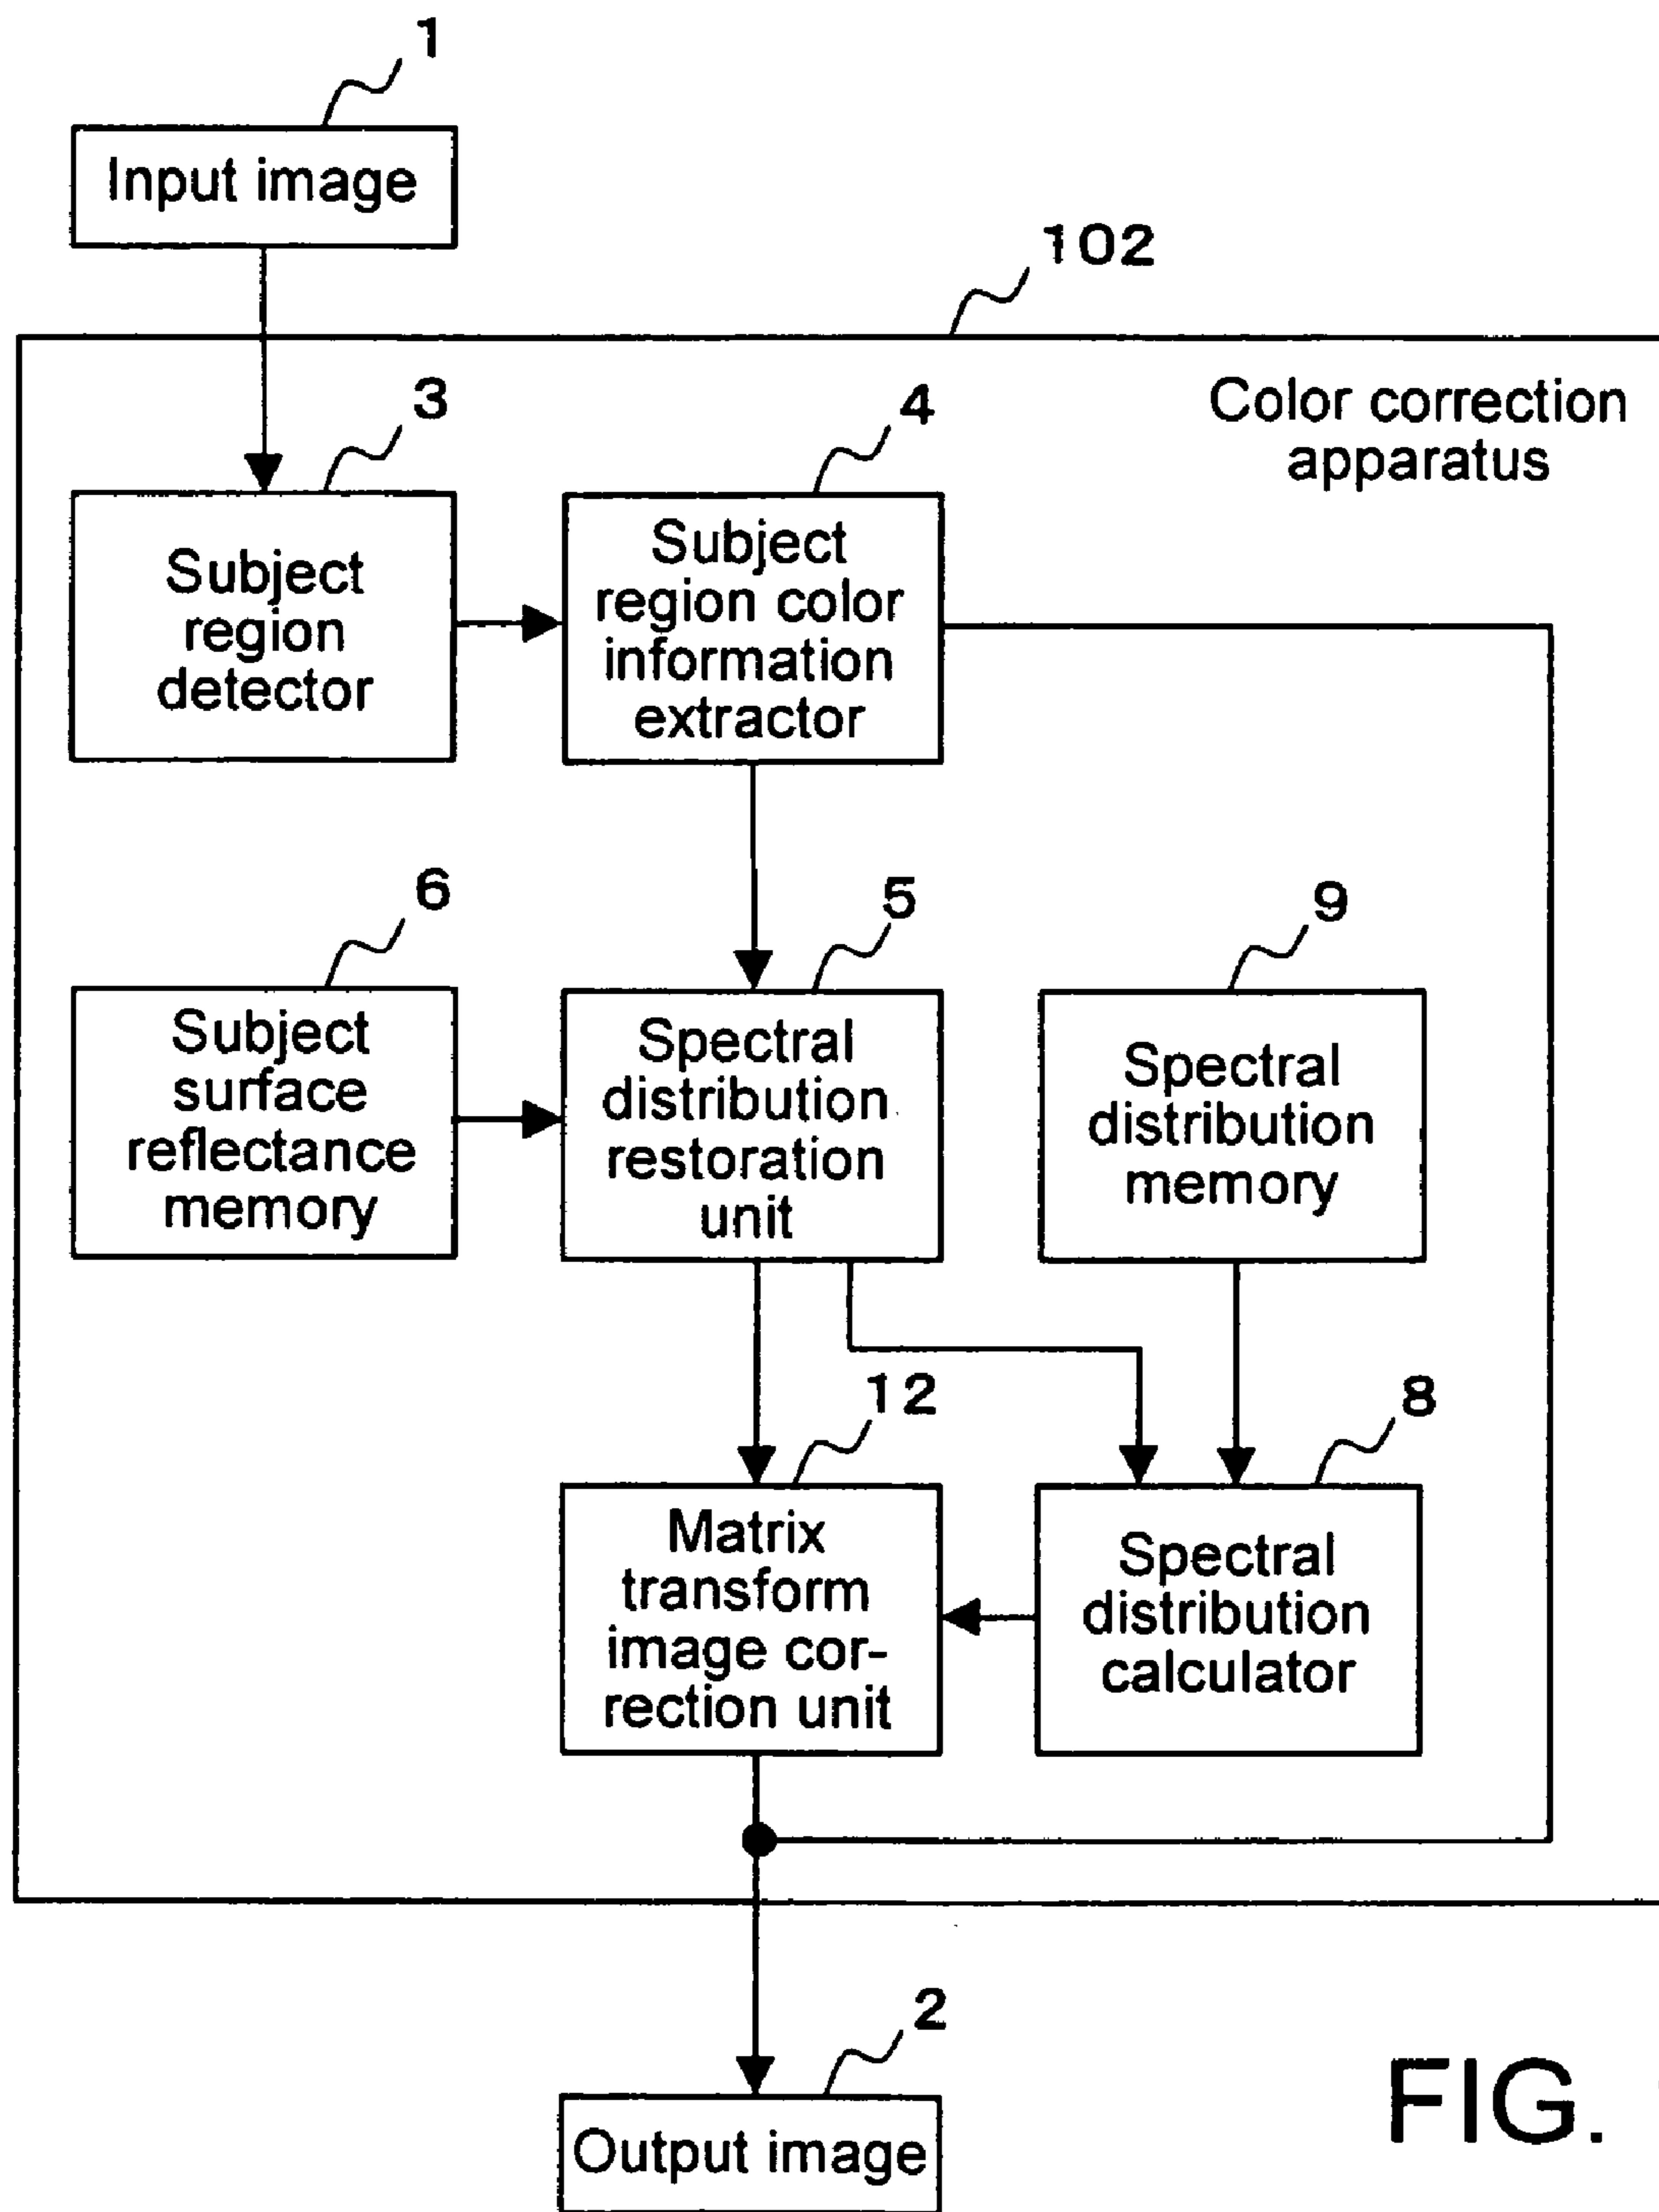 1
Input image
102
Color correction
apparatus
3
4
Subject
region
detector
Subject
region color
information
extractor
6
5
9
Subject
surface
reflectance
memory
Spectral
distribution
restoration
unit
Spectral
distribution
memory
12
8
Matrix
transform
image cor-
rection unit
Spectral
distribution
calculator
2
Output image
FIG.